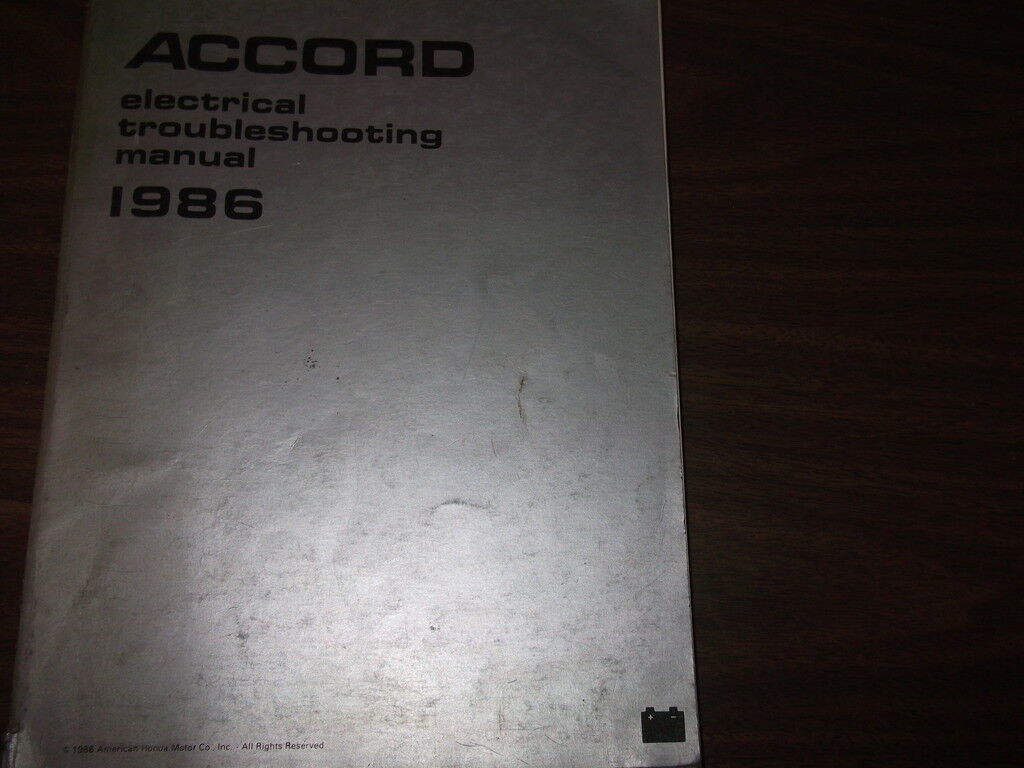 ACCORD
electrical
troubleshooting
manual
1986
© 1986 American Honda Motor Co., Inc. - All Rights Reserved
+ -